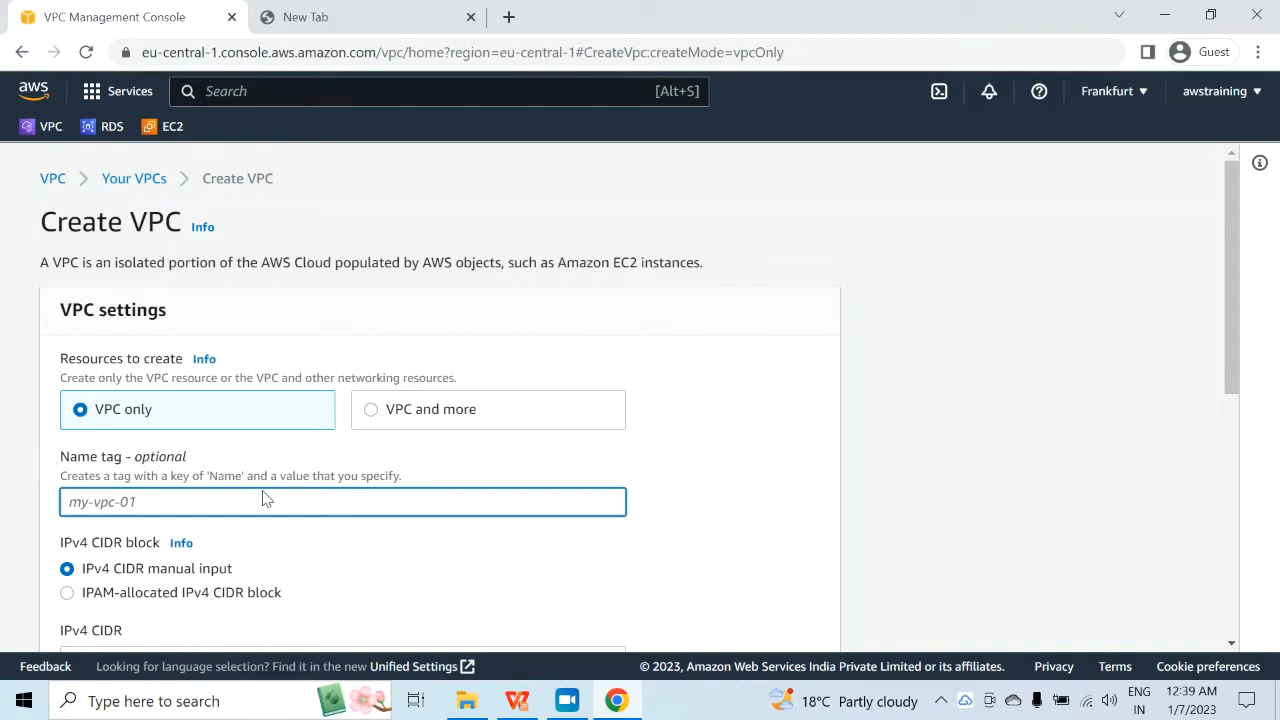 VPC Management Console
New Tab
eu-central-1.console.aws.amazon.com/vpc/home?region=eu-central-1#CreateVpc:createMode=vpcOnly
Guest
aws
Services
Search
[Alt+S]
Frankfurt
awstraining
VPC
RDS
EC2
VPC
Your VPCs
Create VPC
Create VPC Info
A VPC is an isolated portion of the AWS Cloud populated by AWS objects, such as Amazon EC2 instances.
VPC settings
Resources to create Info
Create only the VPC resource or the VPC and other networking resources.
VPC only
VPC and more
Name tag - optional
Creates a tag with a key of 'Name' and a value that you specify.
my-vpc-01
IPv4 CIDR block Info
IPv4 CIDR manual input
IPAM-allocated IPv4 CIDR block
IPv4 CIDR
Feedback
Looking for language selection? Find it in the new Unified Settings
© 2023, Amazon Web Services India Private Limited or its affiliates.
Privacy
Terms
Cookie preferences
Type here to search
18°C Partly cloudy
ENG
IN
12:39 AM
1/7/2023